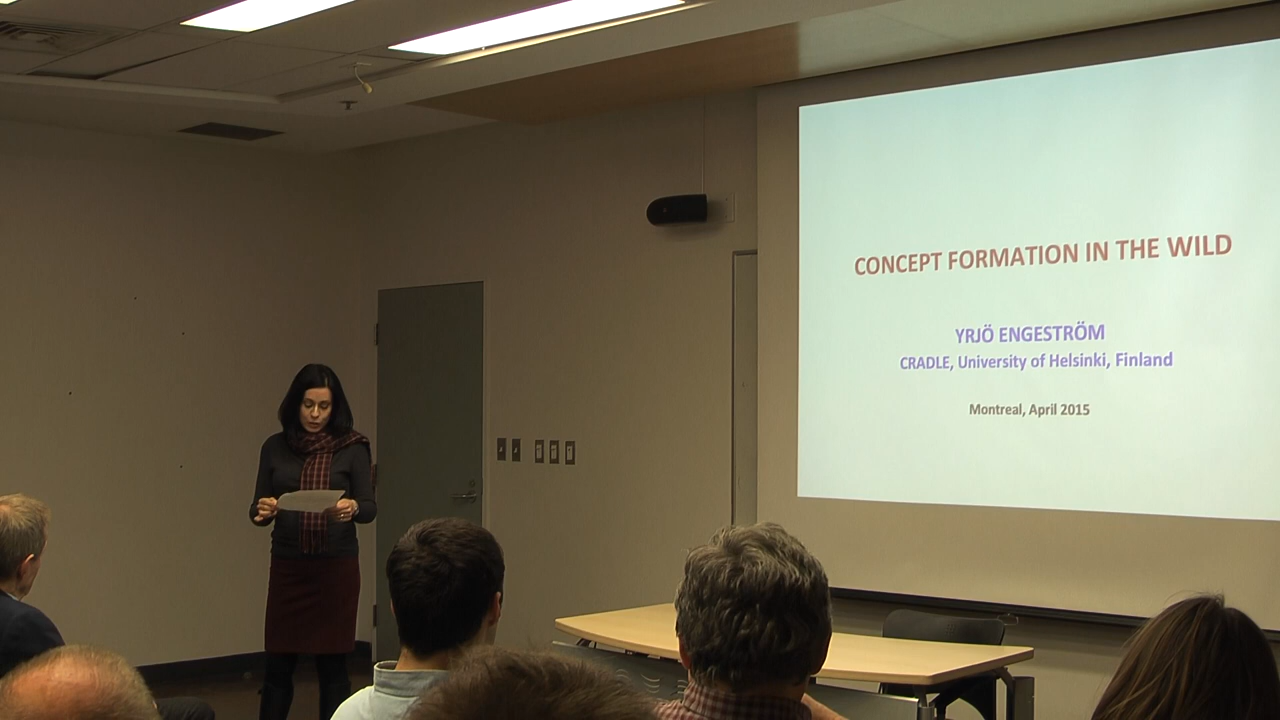 CONCEPT FORMATION IN THE WILD
YRJÖ ENGESTRÖM
CRADLE, University of Helsinki, Finland
Montreal, April 2015